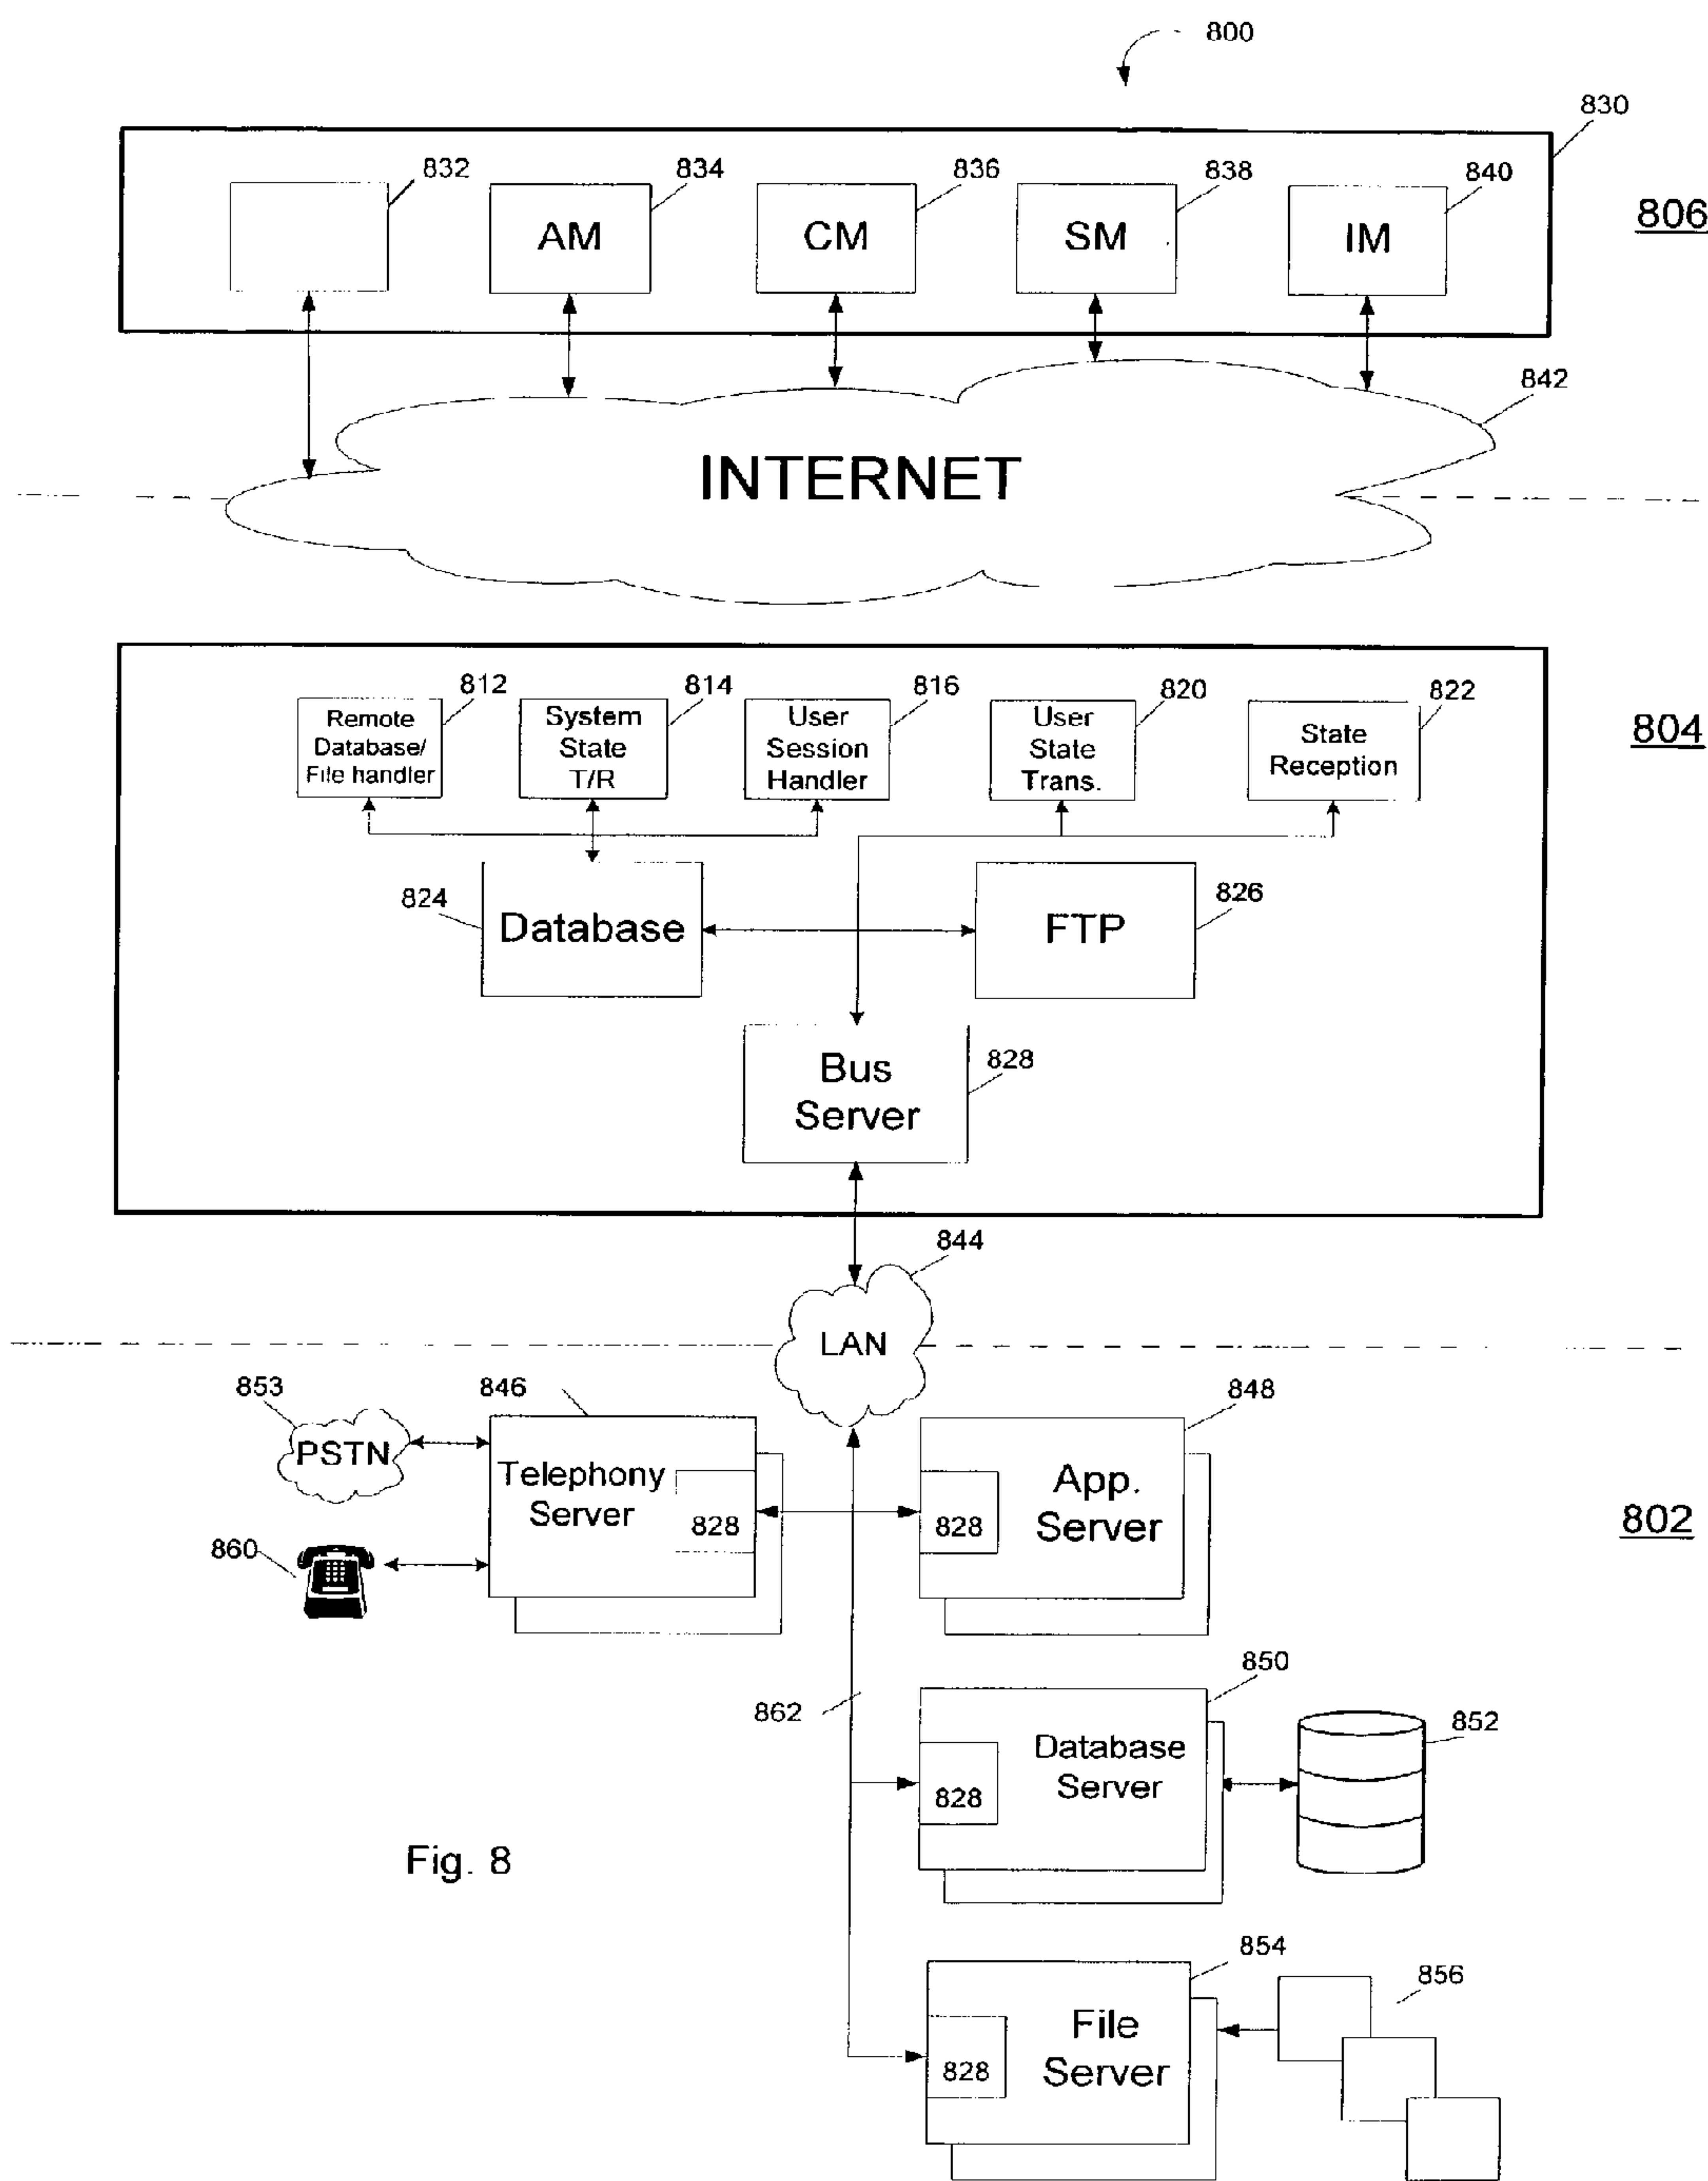 800
830
832
834
836
838
840
AM
CM
SM
IM
806
842
INTERNET
812
814
816
820
822
Remote
Database/
File handler
System
State
T/R
User
Session
Handler
User
State
Trans.
State
Reception
804
824
Database
FTP
826
Bus
Server
828
844
LAN
853
846
848
PSTN
Telephony
Server
828
App.
Server
828
860
802
850
862
Database
Server
828
852
Fig. 8
854
856
File
Server
828